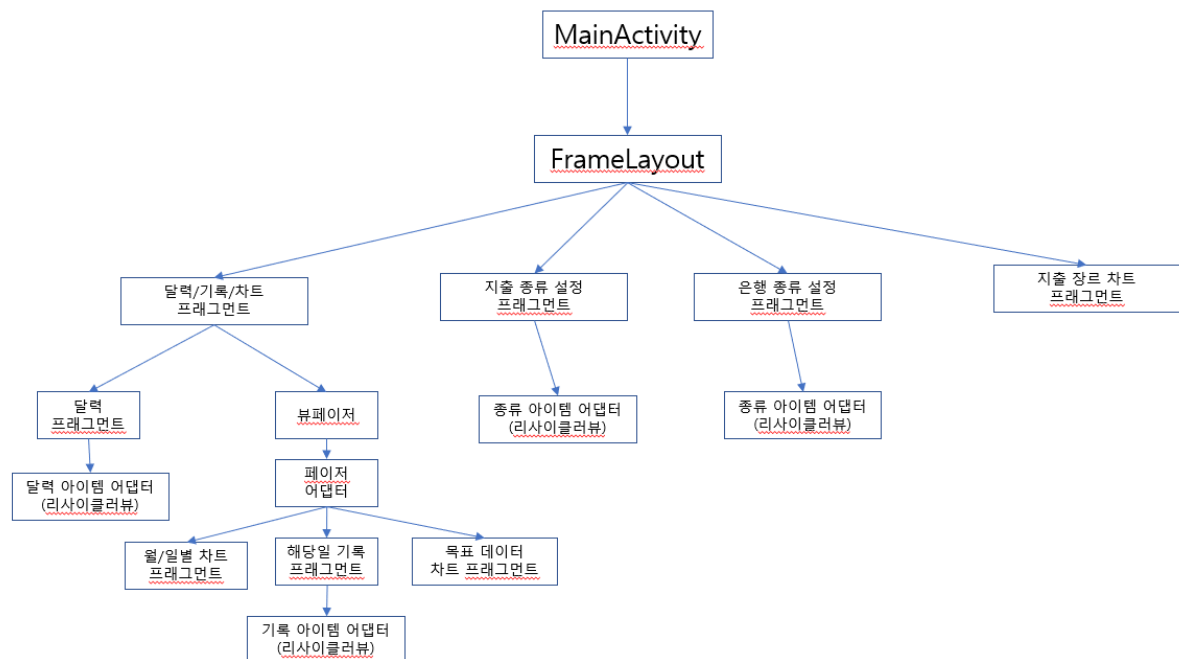 MainActivity
FrameLayout
달력/기록/차트
프래그먼트
지출 종류 설정
프래그먼트
은행 종류 설정
프래그먼트
지출 장르 차트
프래그먼트
달력
프래그먼트
뷰페이저
종류 아이템 어댑터
(리사이클러뷰)
종류 아이템 어댑터
(리사이클러뷰)
달력 아이템 어댑터
(리사이클러뷰)
페이저
어댑터
월/일별 차트
프래그먼트
해당일 기록
프래그먼트
목표 데이터
차트 프래그먼트
기록 아이템 어댑터
(리사이클러뷰)